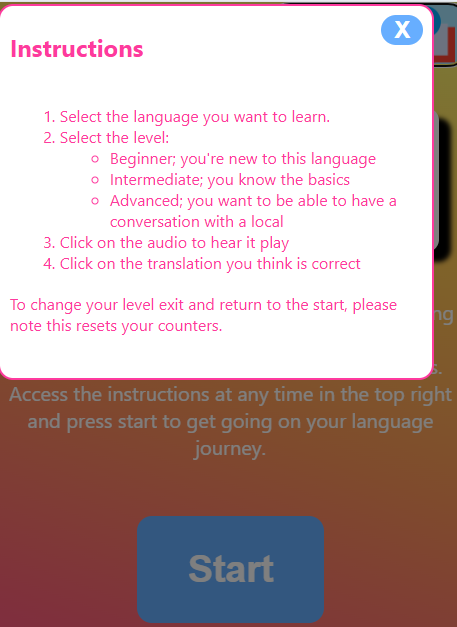 X
Instructions
1. Select the language you want to learn.
2. Select the level:
○ Beginner; you're new to this language
○ Intermediate; you know the basics
○ Advanced; you want to be able to have a
conversation with a local
3. Click on the audio to hear it play
4. Click on the translation you think is correct
To change your level exit and return to the start, please
note this resets your counters.
Access the instructions at any time in the top right
and press start to get going on your language
journey.
Start